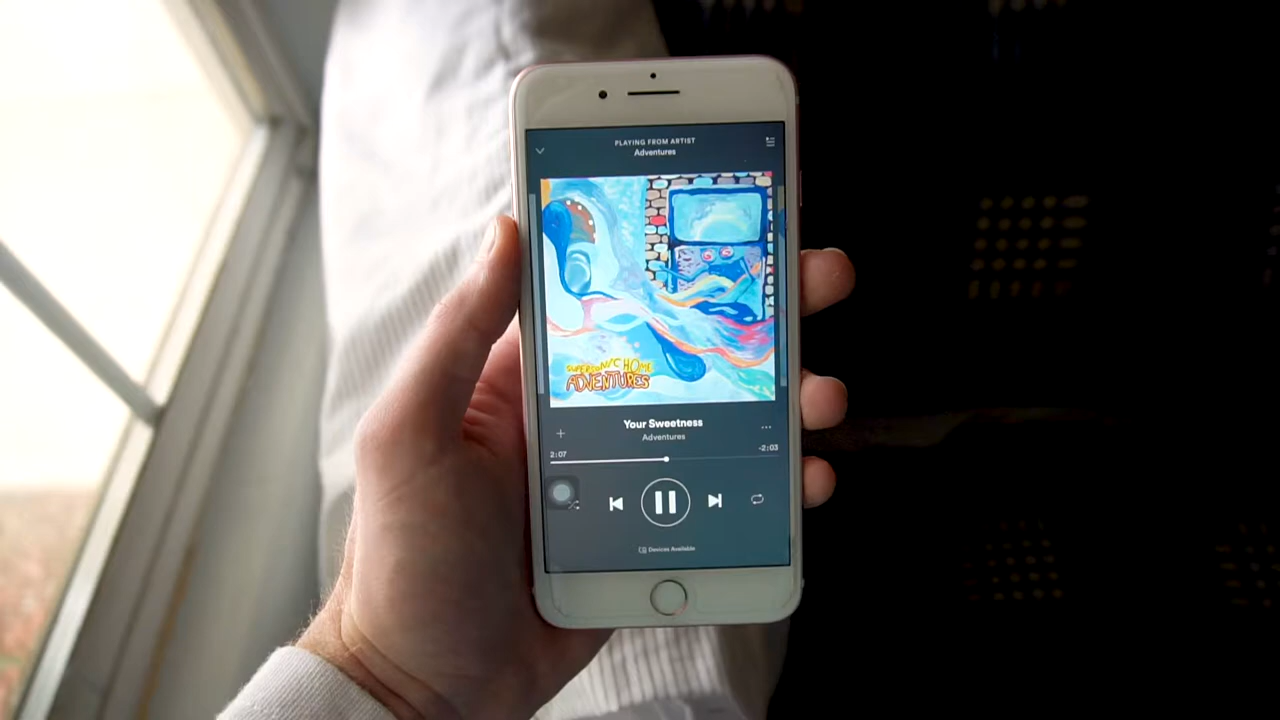 PLAYING FROM ARTIST
Adventures
SUPERSONIC HOME
ADVENTURES
Your Sweetness
Adventures
2:07
-2:03
Devices Available